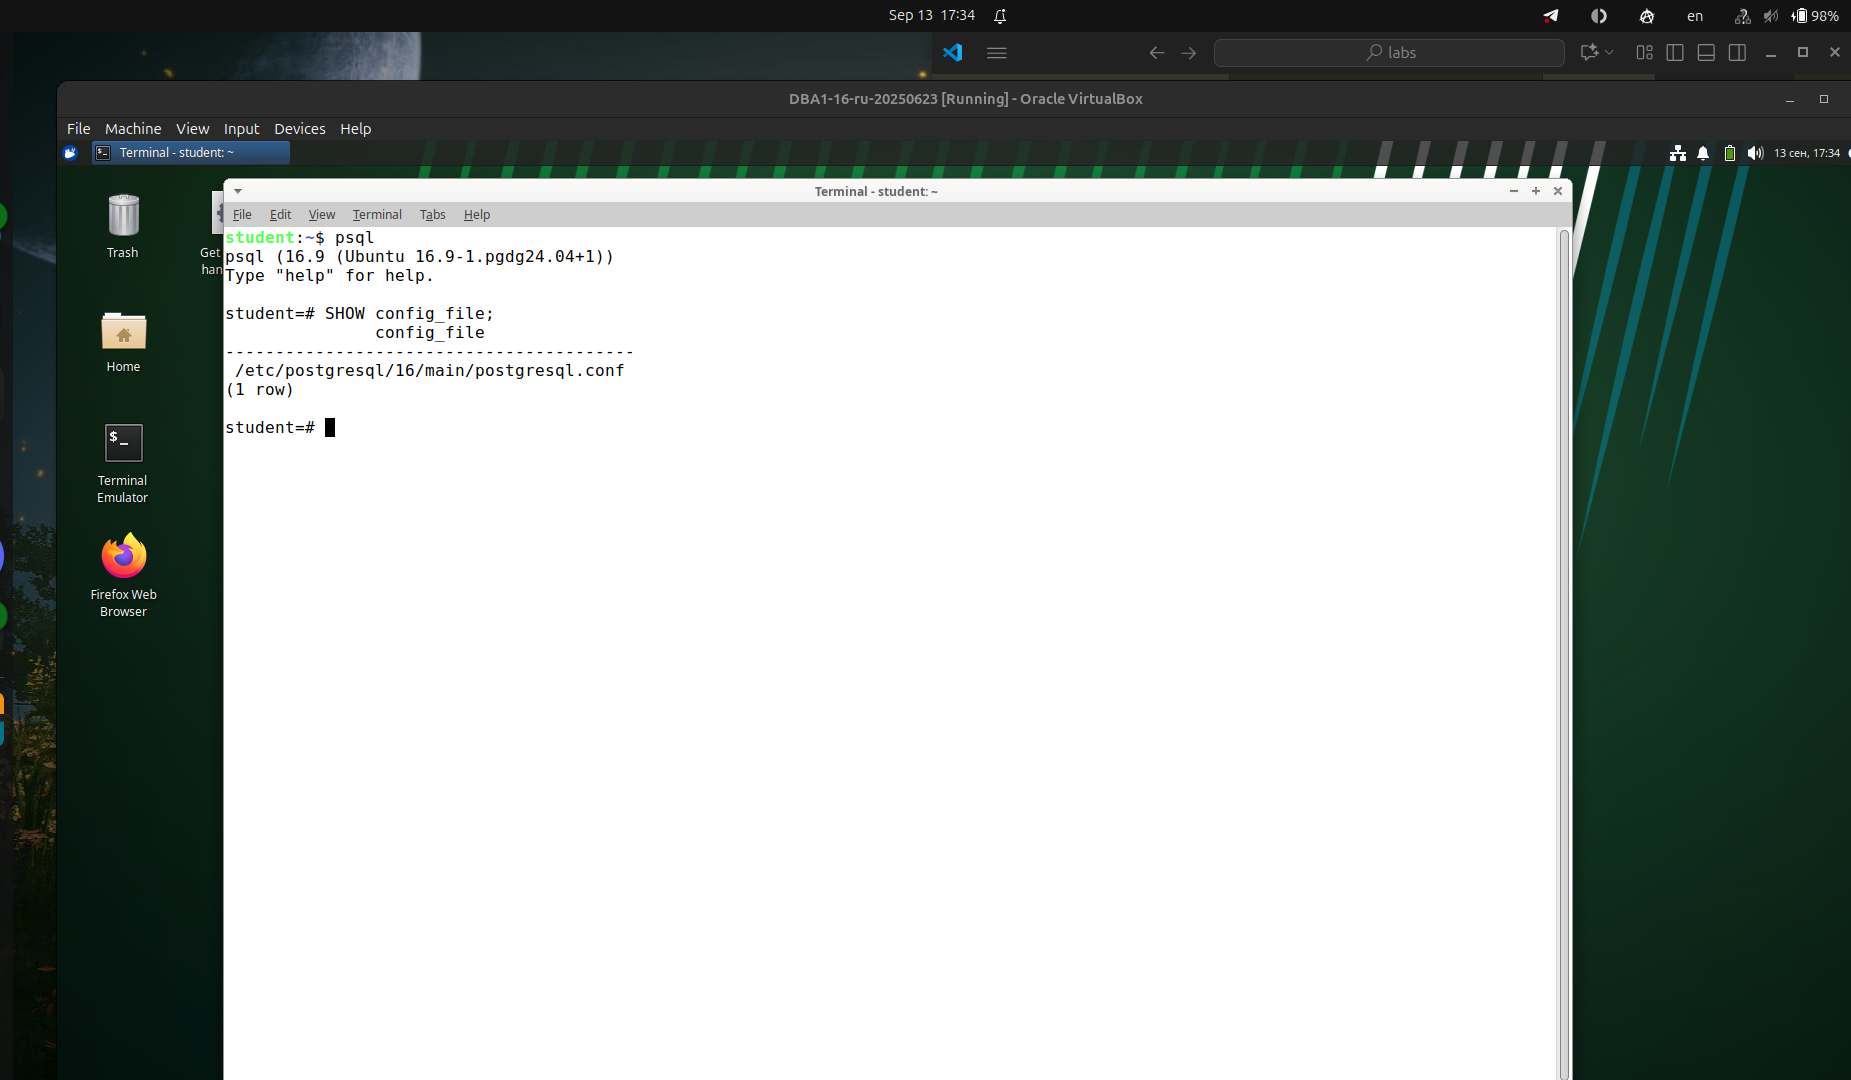 Sep 13 17:34
en
98%
labs
DBA1-16-ru-20250623 [Running] - Oracle VirtualBox
File Machine View Input Devices Help
Terminal - student: ~
13 сен, 17:34
Terminal - student: ~
File Edit View Terminal Tabs Help
Trash
Get
han
Home
$_
Terminal
Emulator
Firefox Web
Browser
student:~$ psql
psql (16.9 (Ubuntu 16.9-1.pgdg24.04+1))
Type "help" for help.
student=# SHOW config_file;
config_file
-----------------------------------------
/etc/postgresql/16/main/postgresql.conf
(1 row)
student=#